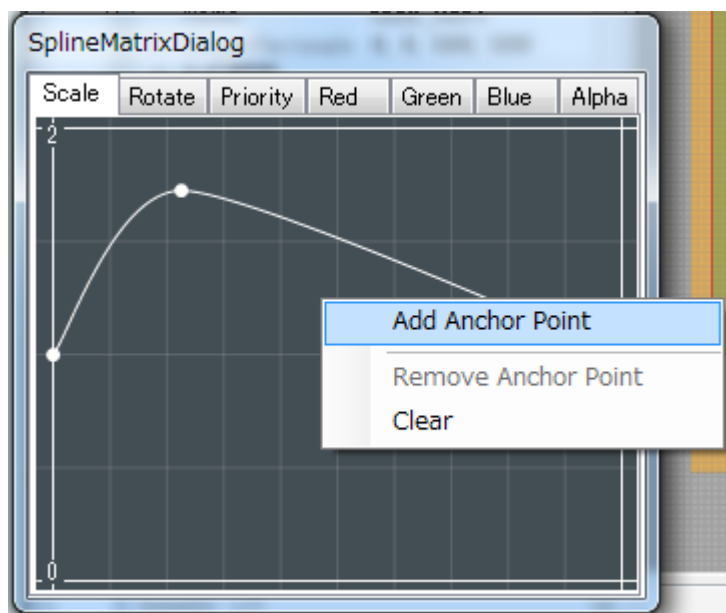 SplineMatrixDialog
Scale Rotate Priority Red Green Blue Alpha
2
Add Anchor Point
Remove Anchor Point
Clear
0